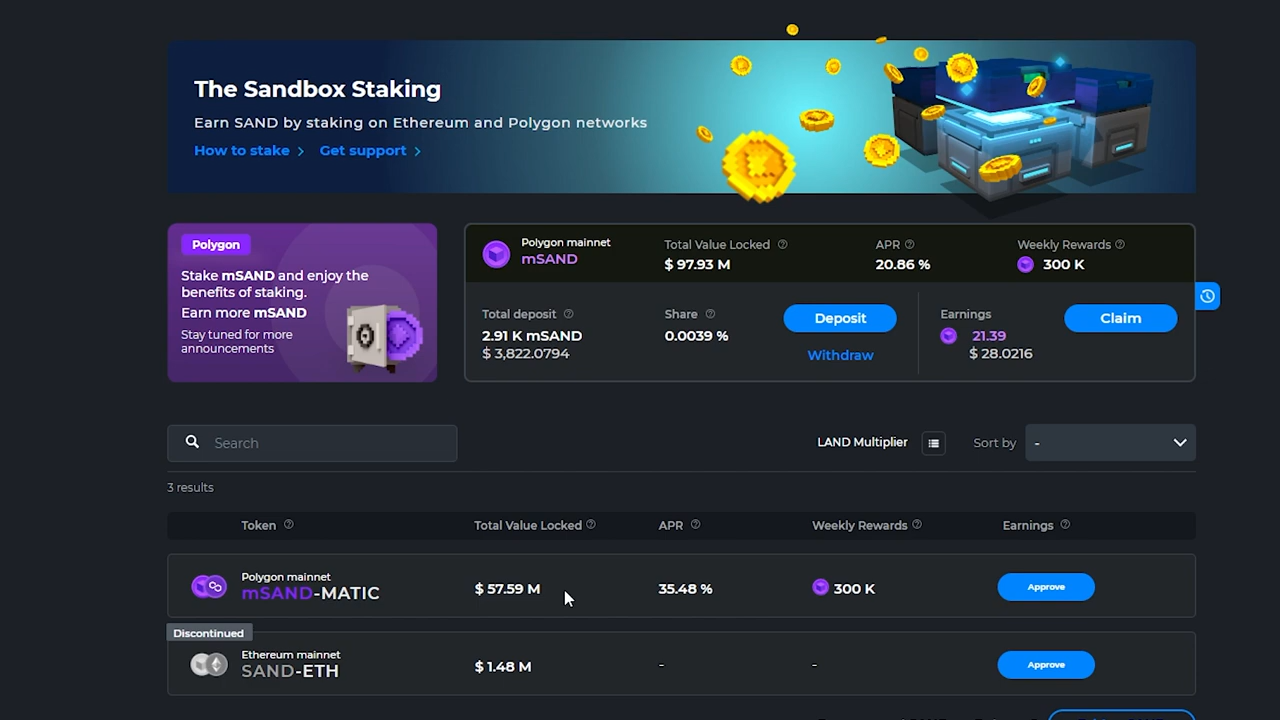 The Sandbox Staking
Earn SAND by staking on Ethereum and Polygon networks
How to stake Get support
Polygon
Stake mSAND and enjoy the
benefits of staking.
Earn more mSAND
Stay tuned for more
announcements
Polygon mainnet
mSAND
Total Value Locked
$ 97.93 M
APR
20.86 %
Weekly Rewards
300 K
Total deposit
2.91 K mSAND
$ 3,822.0794
Share
0.0039 %
Deposit
Withdraw
Earnings
21.39
$ 28.0216
Claim
Search
LAND Multiplier
Sort by
-
3 results
Token Total Value Locked APR Weekly Rewards Earnings
Polygon mainnet
mSAND-MATIC
$ 57.59 M
35.48 %
300 K
Approve
Discontinued
Ethereum mainnet
SAND-ETH
$ 1.48 M
-
-
Approve